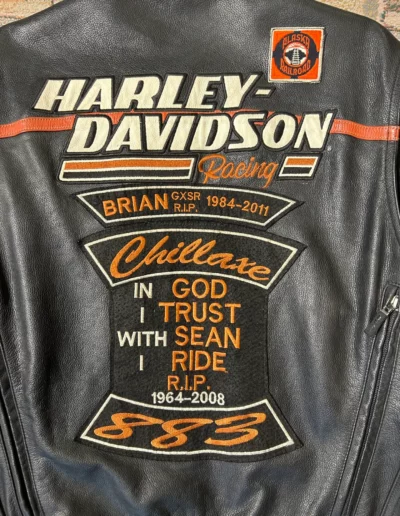 ALASKA
RAILROAD
HARLEY-
DAVIDSON
Racing
BRIAN GXSR R.I.P. 1984-2011
Chillaxe
IN GOD
I TRUST
WITH SEAN
I RIDE
R.I.P.
1964-2008
883